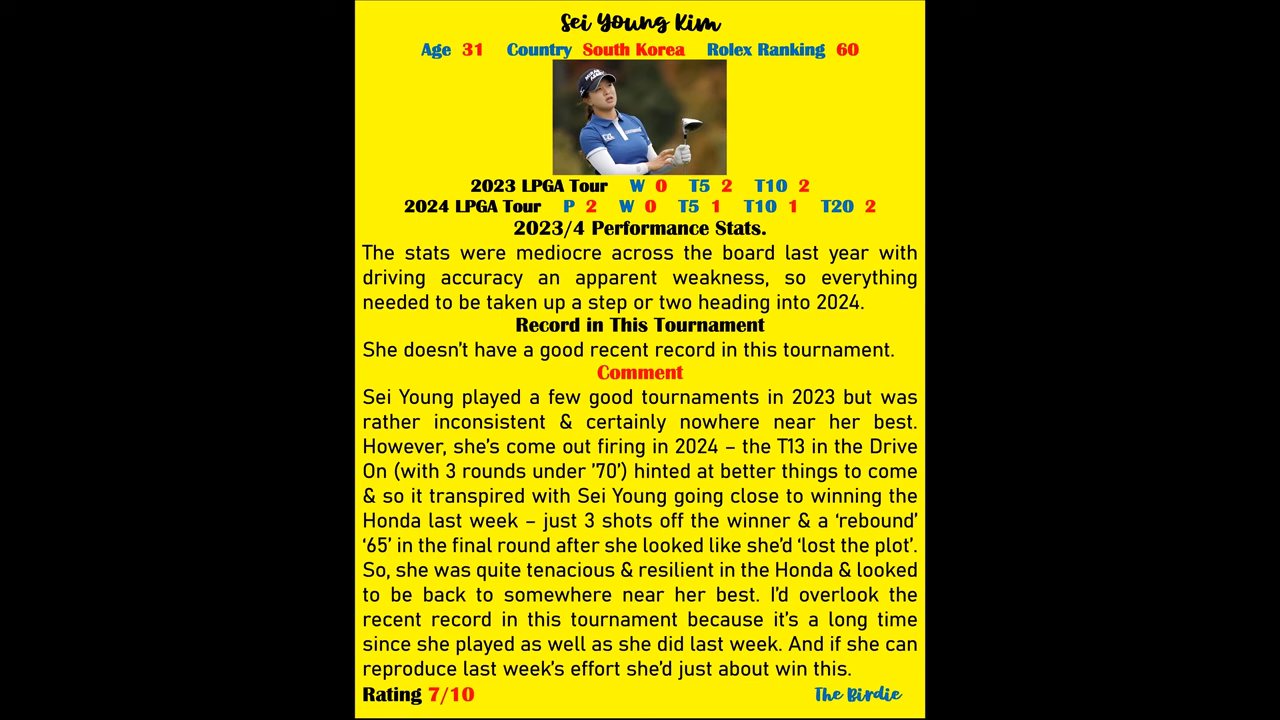 Sei Young Kim
Age 31 Country South Korea Rolex Ranking 60
2023 LPGA Tour W 0 T5 2 T10 2
2024 LPGA Tour P 2 W 0 T5 1 T10 1 T20 2
2023/4 Performance Stats.
The stats were mediocre across the board last year with
driving accuracy an apparent weakness, so everything
needed to be taken up a step or two heading into 2024.
Record in This Tournament
She doesn’t have a good recent record in this tournament.
Comment
Sei Young played a few good tournaments in 2023 but was
rather inconsistent & certainly nowhere near her best.
However, she’s come out firing in 2024 – the T13 in the Drive
On (with 3 rounds under ’70’) hinted at better things to come
& so it transpired with Sei Young going close to winning the
Honda last week – just 3 shots off the winner & a ‘rebound’
‘65’ in the final round after she looked like she’d ‘lost the plot’.
So, she was quite tenacious & resilient in the Honda & looked
to be back to somewhere near her best. I’d overlook the
recent record in this tournament because it’s a long time
since she played as well as she did last week. And if she can
reproduce last week’s effort she’d just about win this.
Rating 7/10 The Birdie